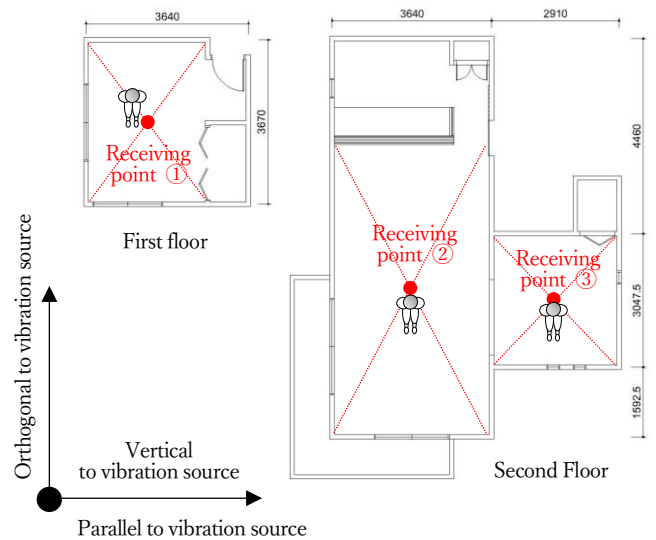 3640
3670
Receiving
point ①
First floor
3640
2910
4460
3047.5
1592.5
Receiving
point ②
Receiving
point ③
Second Floor
Orthogonal to vibration source
Vertical
to vibration source
Parallel to vibration source